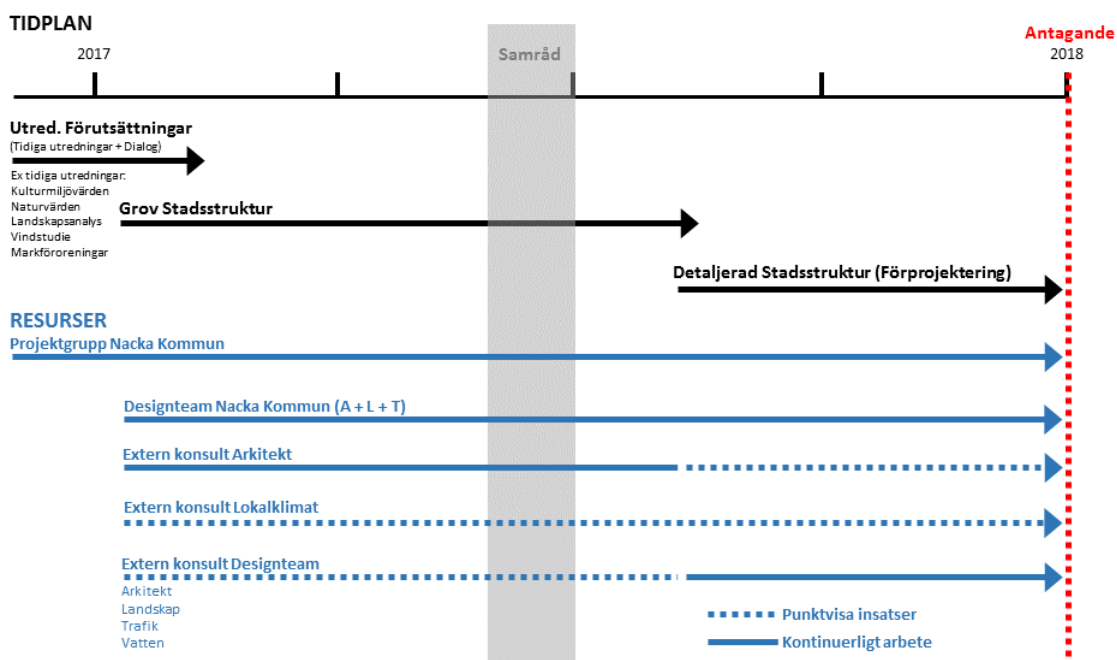 TIDPLAN
Antagande
2017
Samråd
2018
Utred. Förutsättningar
(Tidiga utredningar + Dialog)
Ex tidiga utredningar:
Kulturmiljövärden
Naturvärden
Landskapsanalys
Vindstudie
Markföroreningar
Grov Stadsstruktur
Detaljerad Stadsstruktur (Förprojektering)
RESURSER
Projektgrupp Nacka Kommun
Designteam Nacka Kommun (A + L + T)
Extern konsult Arkitekt
Extern konsult Lokalklimat
Extern konsult Designteam
Arkitekt
Landskap
Trafik
Vatten
Punktvisa insatser
Kontinuerligt arbete